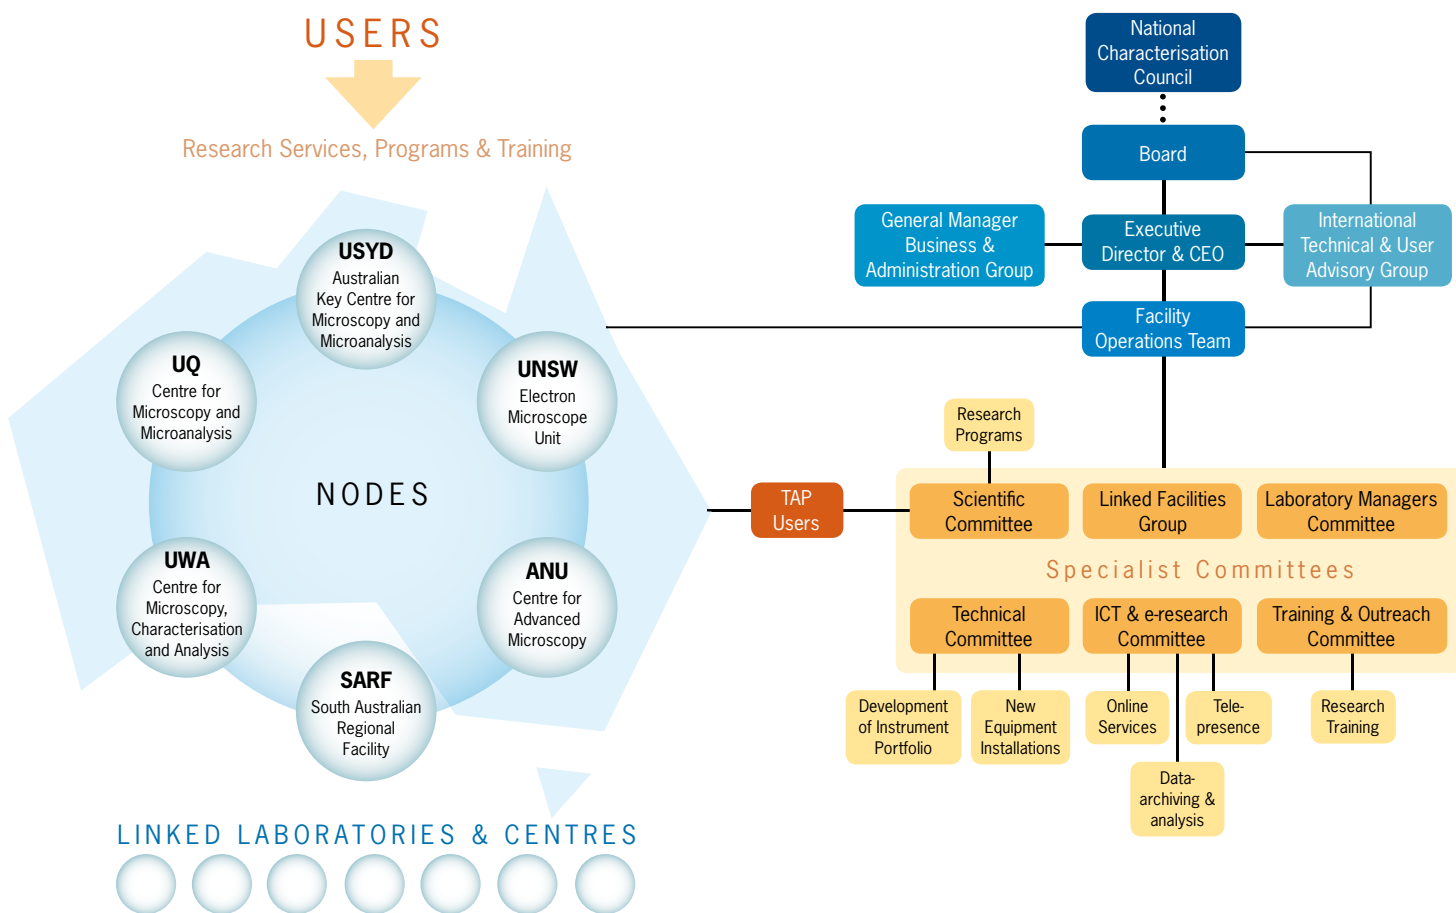 USERS
Research Services, Programs & Training
USYD
Australian
Key Centre for
Microscopy and
Microanalysis
UQ
Centre for
Microscopy and
Microanalysis
UNSW
Electron
Microscope
Unit
NODES
UWA
Centre for
Microscopy,
Characterisation
and Analysis
ANU
Centre for
Advanced
Microscopy
SARF
South Australian
Regional
Facility
LINKED LABORATORIES & CENTRES
National
Characterisation
Council
Board
General Manager
Business &
Administration Group
Executive
Director & CEO
International
Technical & User
Advisory Group
Facility
Operations Team
Research
Programs
TAP
Users
Scientific
Committee
Linked Facilities
Group
Laboratory Managers
Committee
Specialist Committees
Technical
Committee
ICT & e-research
Committee
Training & Outreach
Committee
Development
of Instrument
Portfolio
New
Equipment
Installations
Online
Services
Tele-
presence
Research
Training
Data-
archiving &
analysis